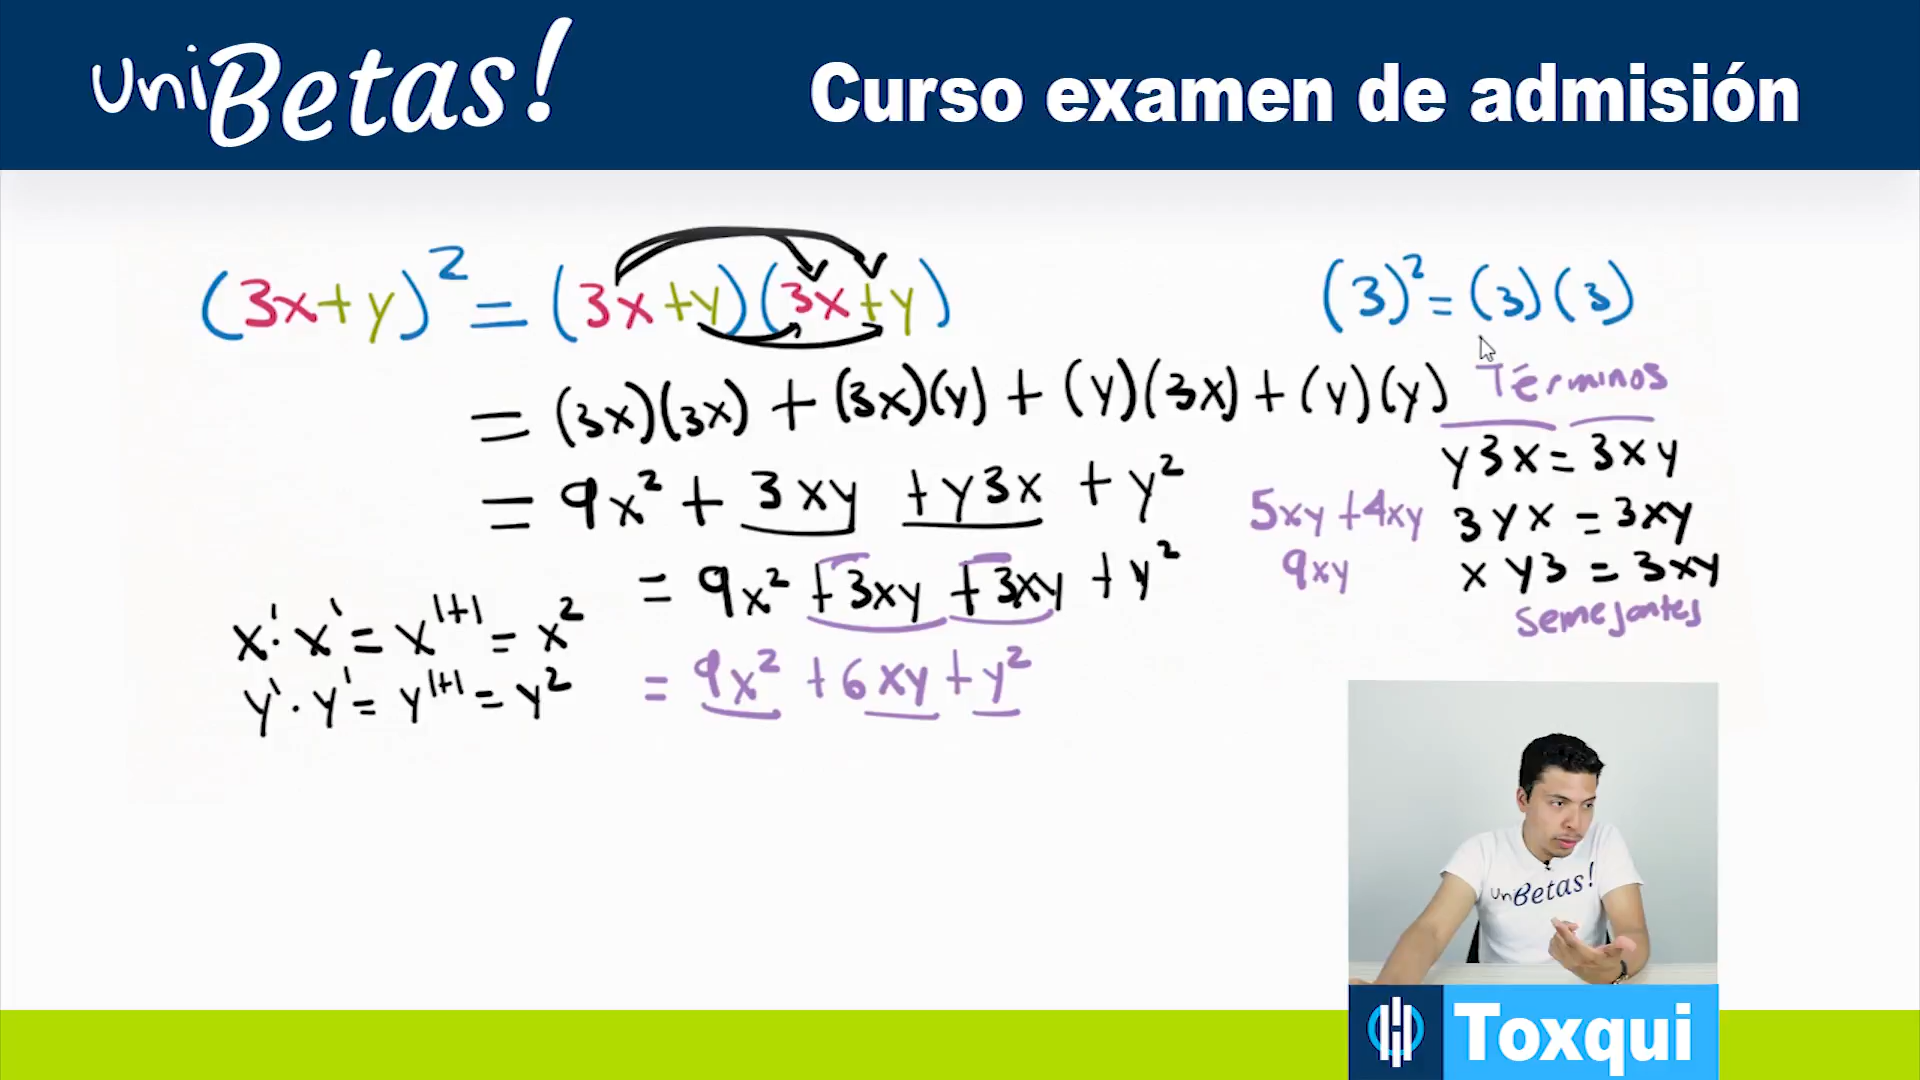 uniBetas!
Curso examen de admisión
(3x+y)² = (3x+y)(3x+y)
(3)² = (3)(3)
= (3x)(3x) + (3x)(y) + (y)(3x) + (y)(y)
Términos
y3x = 3xy
= 9x² + 3xy + y3x + y²
5xy + 4xy
3yx = 3xy
9xy
xy3 = 3xy
= 9x² + 3xy + 3xy + y²
semejantes
x¹ · x¹ = x¹⁺¹ = x²
y¹ · y¹ = y¹⁺¹ = y²
= 9x² + 6xy + y²
uniBetas!
Toxqui